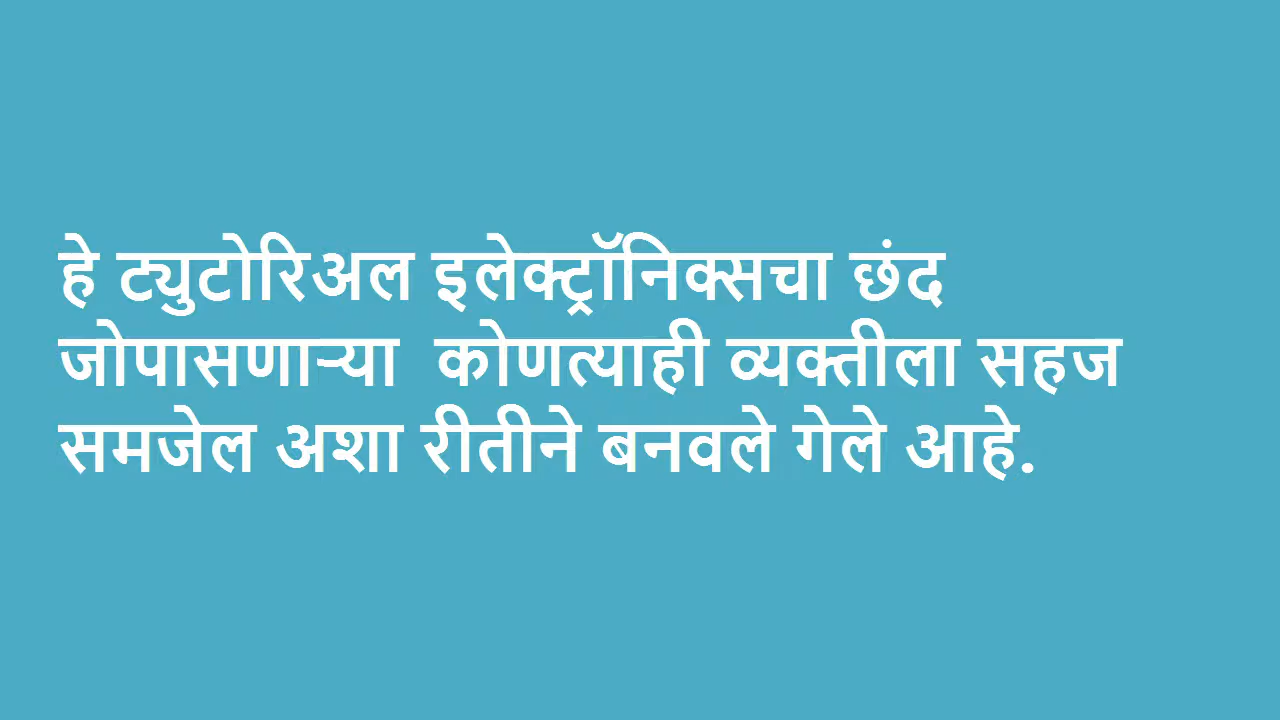 हे ट्युटोरिअल इलेक्ट्रॉनिक्सचा छंद
जोपासणाऱ्या  कोणत्याही व्यक्तीला सहज
समजेल अशा रीतीने बनवले गेले आहे.